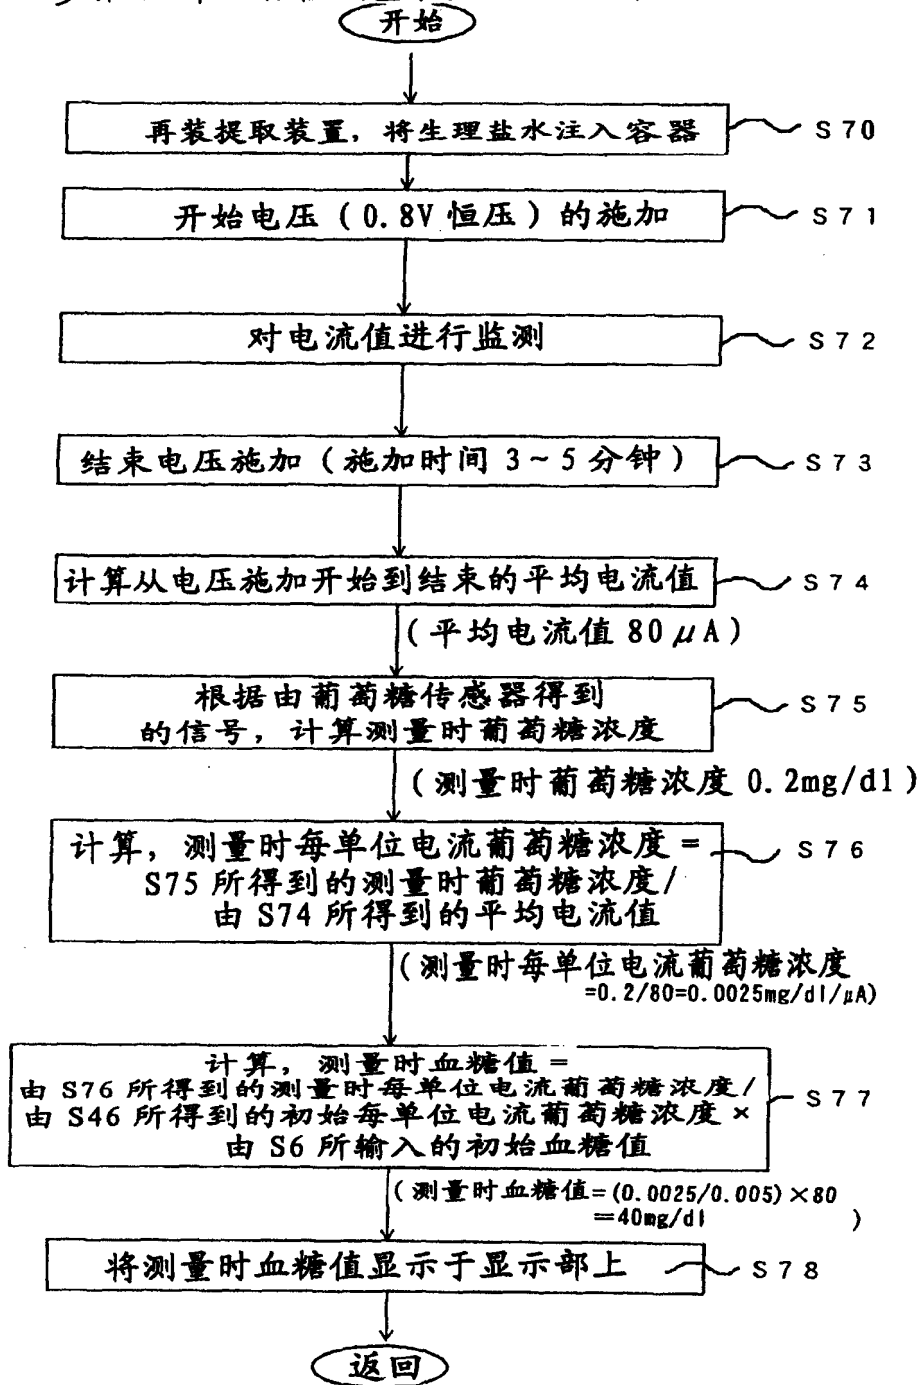 开始
再装提取装置，将生理盐水注入容器
S70
开始电压（0.8V 恒压）的施加
S71
对电流值进行监测
S72
结束电压施加（施加时间 3~5 分钟）
S73
计算从电压施加开始到结束的平均电流值
S74
（平均电流值 80μA）
根据由葡萄糖传感器得到
的信号，计算测量时葡萄糖浓度
S75
（测量时葡萄糖浓度 0.2mg/dl）
计算，测量时每单位电流葡萄糖浓度=
S75 所得到的测量时葡萄糖浓度/
由 S74 所得到的平均电流值
S76
（测量时每单位电流葡萄糖浓度
=0.2/80=0.0025mg/dl/μA)
计算，测量时血糖值=
由 S76 所得到的测量时每单位电流葡萄糖浓度/
由 S46 所得到的初始每单位电流葡萄糖浓度×
由 S6 所输入的初始血糖值
S77
（测量时血糖值=(0.0025/0.005)×80
=40mg/dl ）
将测量时血糖值显示于显示部上
S78
返回